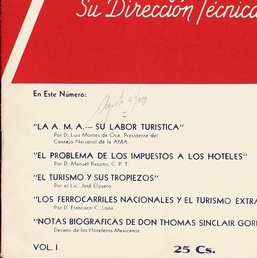 Su Dirección Técnica
En Este Número:
"LA A. M. A.— SU LABOR TURISTICA"
Por D. Luis Montes de Oca, Presidente del
Consejo Nacional de la AMA.
"EL PROBLEMA DE LOS IMPUESTOS A LOS HOTELES"
Por D. Manuel Basurto, C. P. T.
"EL TURISMO Y SUS TROPIEZOS"
Por el Lic. José Elguero
"LOS FERROCARRILES NACIONALES Y EL TURISMO EXTRA
Por D. Francisco C. Lona
"NOTAS BIOGRAFICAS DE DON THOMAS SINCLAIR GOR
Decano de los Hoteleros Mexicanos
VOL. I
25 Cs.